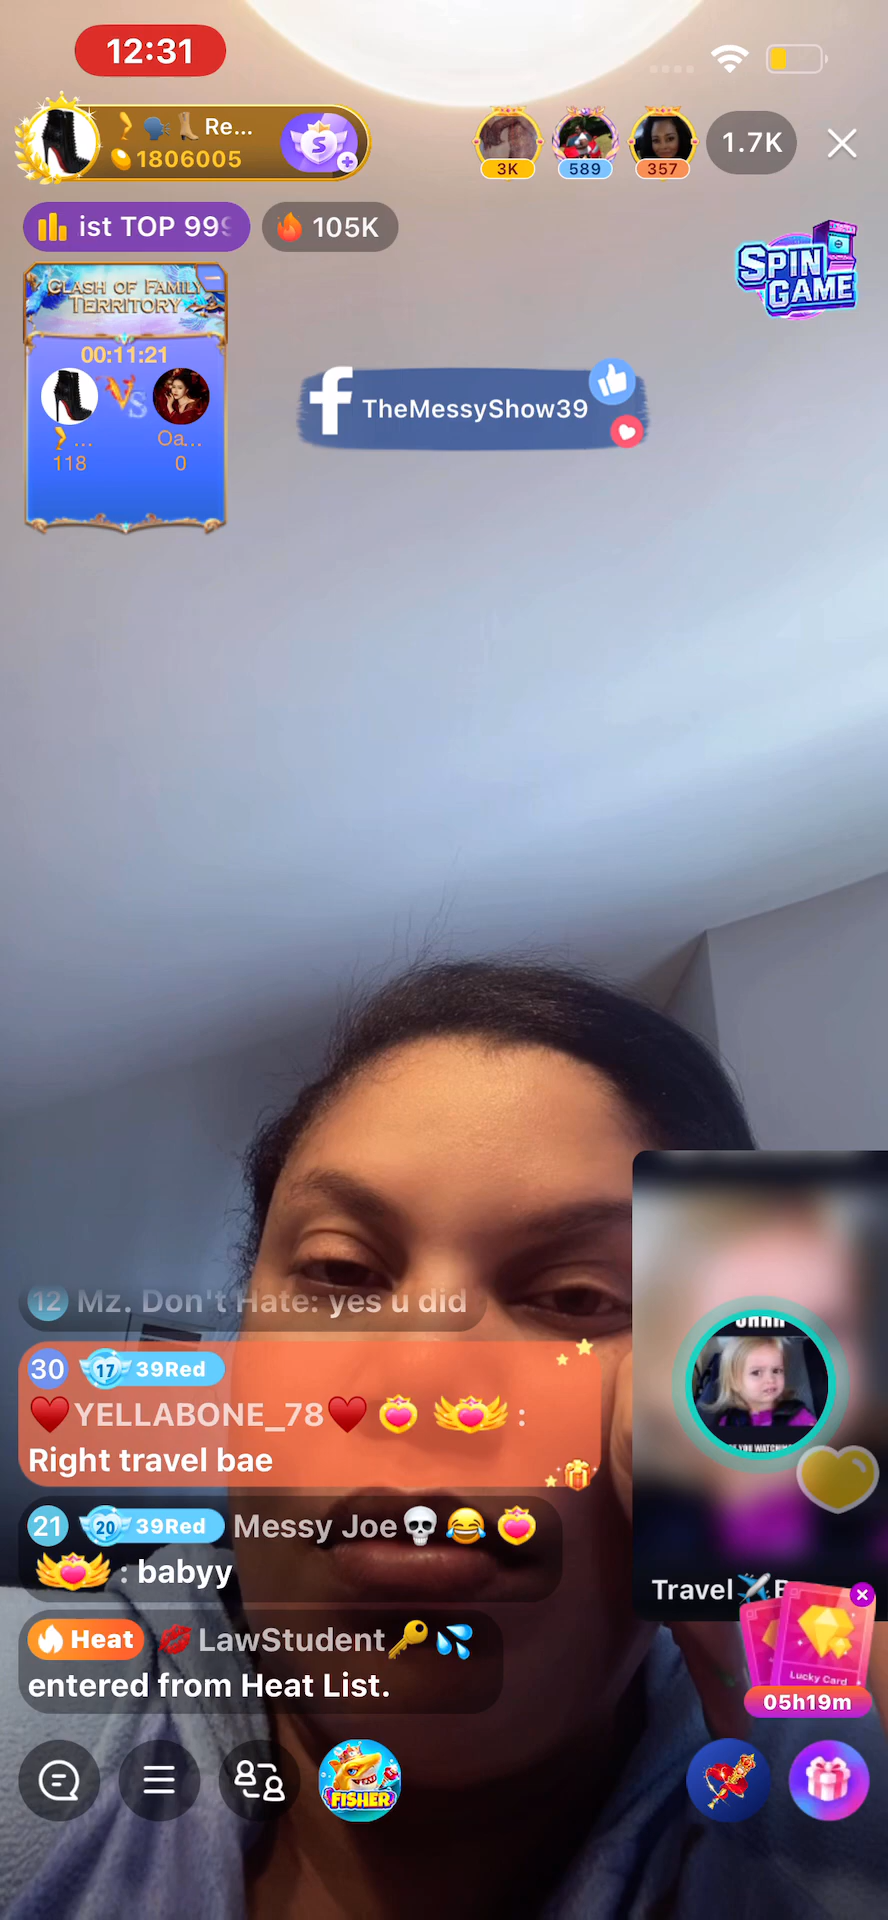 12:31
Re...
1806005
S
3K
589
357
1.7K
ist TOP 999
105K
SPIN
GAME
CLASH OF FAMILY
TERRITORY
00:11:21
VS
...
Oa...
118
0
f TheMessyShow39
12 Mz. Don't Hate: yes u did
30 17 39Red
♥️YELLABONE_78♥️ :
Right travel bae
21 20 39Red Messy Joe💀😂
: babyy
Heat 💋 LawStudent🔑💦
entered from Heat List.
Travel✈️
Lucky Card
05h19m
FISHER